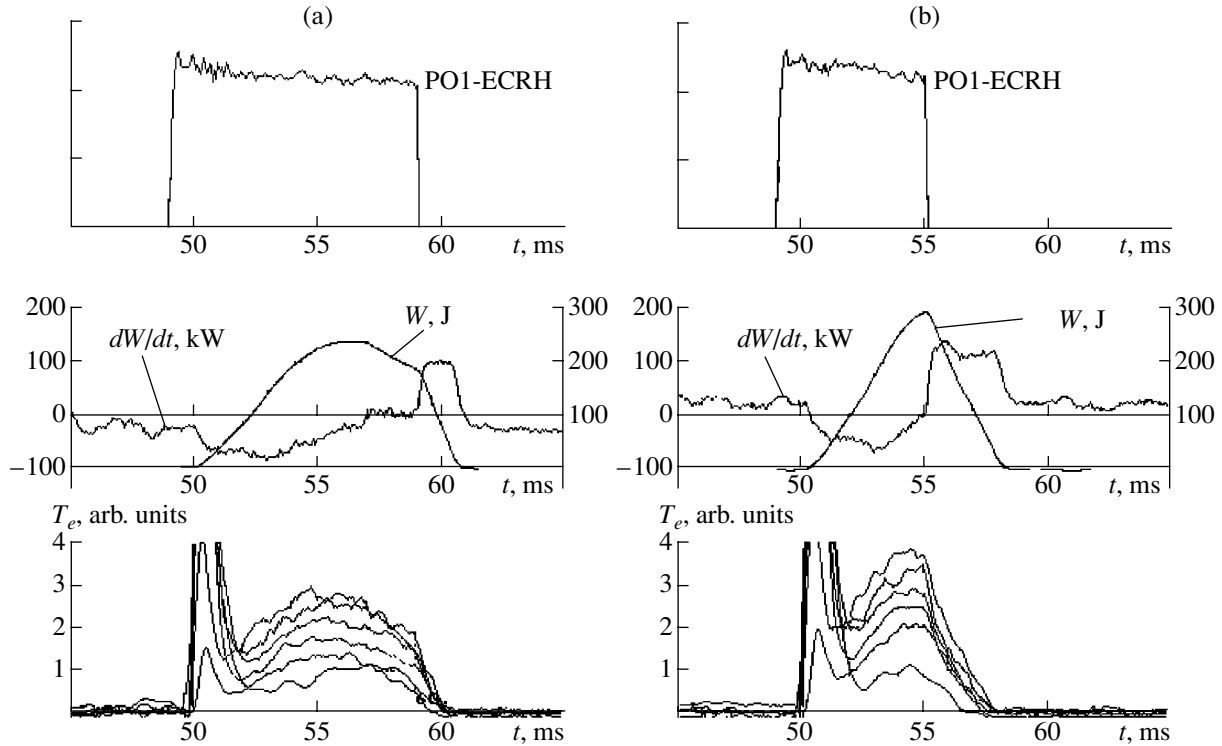 (a)
(b)
PO1-ECRH
PO1-ECRH
50 55 60 t, ms
50 55 60 t, ms
200 300
100 200
0 100
–100
dW/dt, kW
W, J
50 55 60 t, ms
200 300
100 200
0 100
–100
dW/dt, kW
W, J
50 55 60 t, ms
T_e, arb. units
4
3
2
1
50 55 60 t, ms
T_e, arb. units
4
3
2
1
50 55 60 t, ms